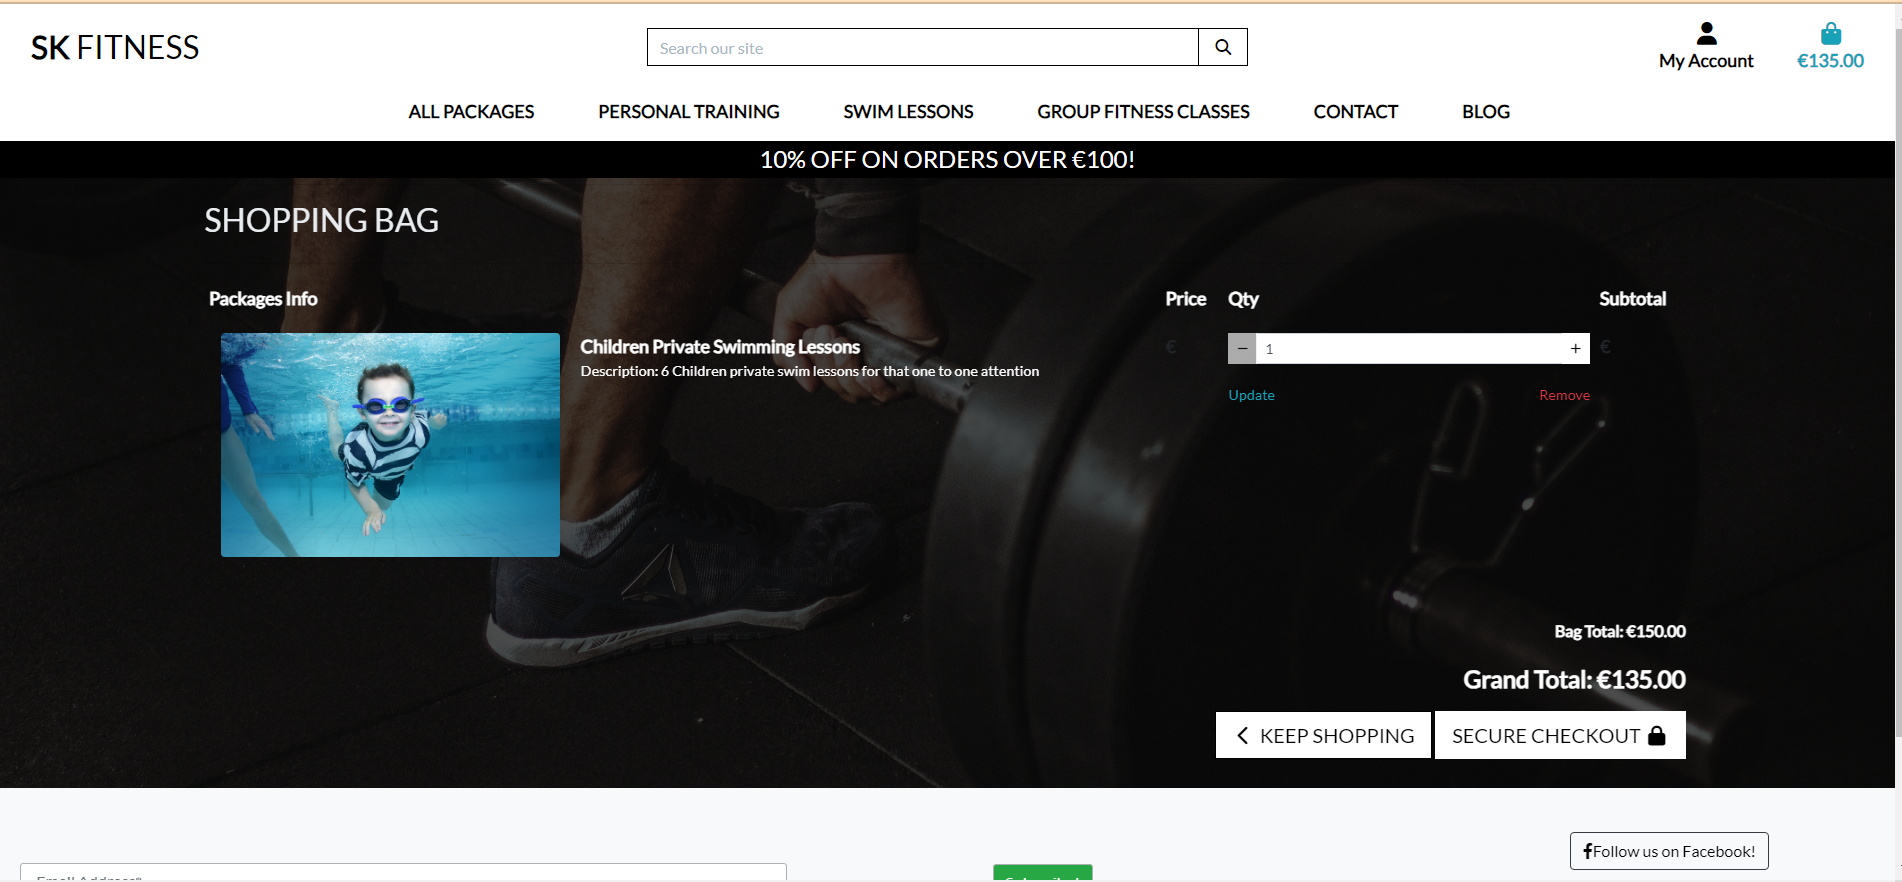 SK FITNESS
Search our site
My Account
€135.00
ALL PACKAGES
PERSONAL TRAINING
SWIM LESSONS
GROUP FITNESS CLASSES
CONTACT
BLOG
10% OFF ON ORDERS OVER €100!
SHOPPING BAG
Packages Info
Price
Qty
Subtotal
Children Private Swimming Lessons
Description: 6 Children private swim lessons for that one to one attention
€
− 1 +
€
Update
Remove
Bag Total: €150.00
Grand Total: €135.00
KEEP SHOPPING
SECURE CHECKOUT
Follow us on Facebook!
Email Address*